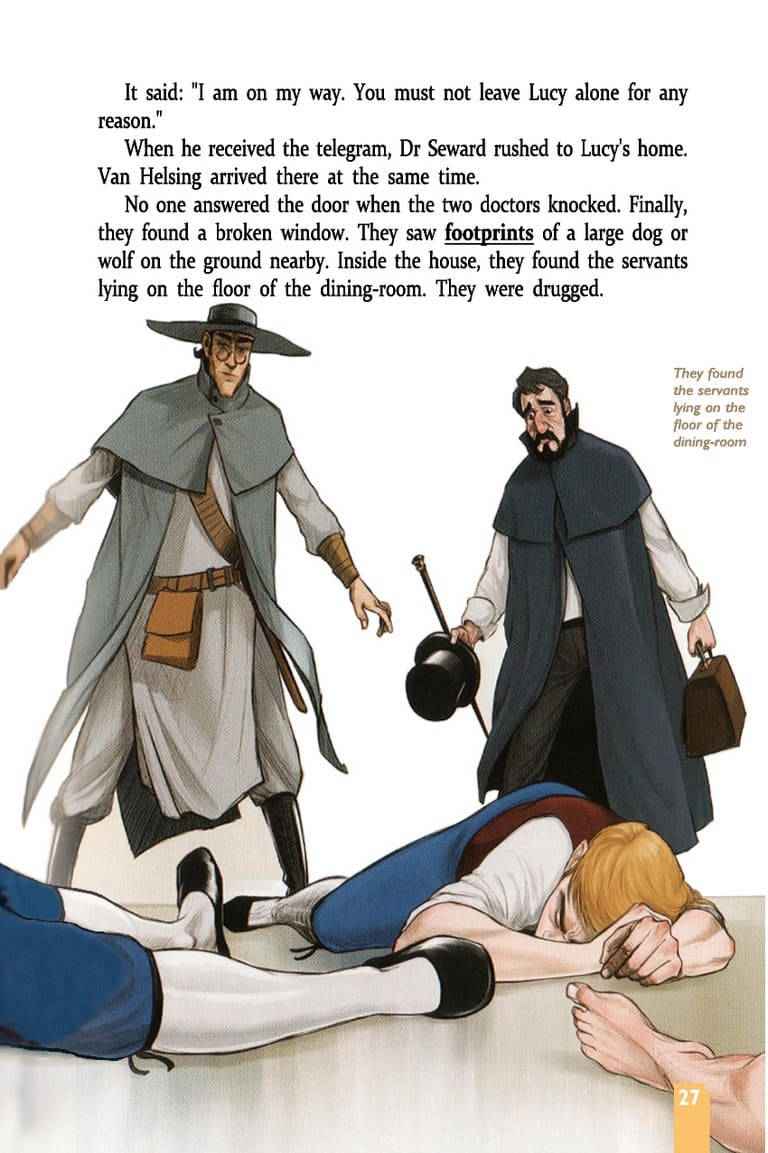 It said: "I am on my way. You must not leave Lucy alone for any
reason."
When he received the telegram, Dr Seward rushed to Lucy's home.
Van Helsing arrived there at the same time.
No one answered the door when the two doctors knocked. Finally,
they found a broken window. They saw footprints of a large dog or
wolf on the ground nearby. Inside the house, they found the servants
lying on the floor of the dining-room. They were drugged.
They found
the servants
lying on the
floor of the
dining-room
27